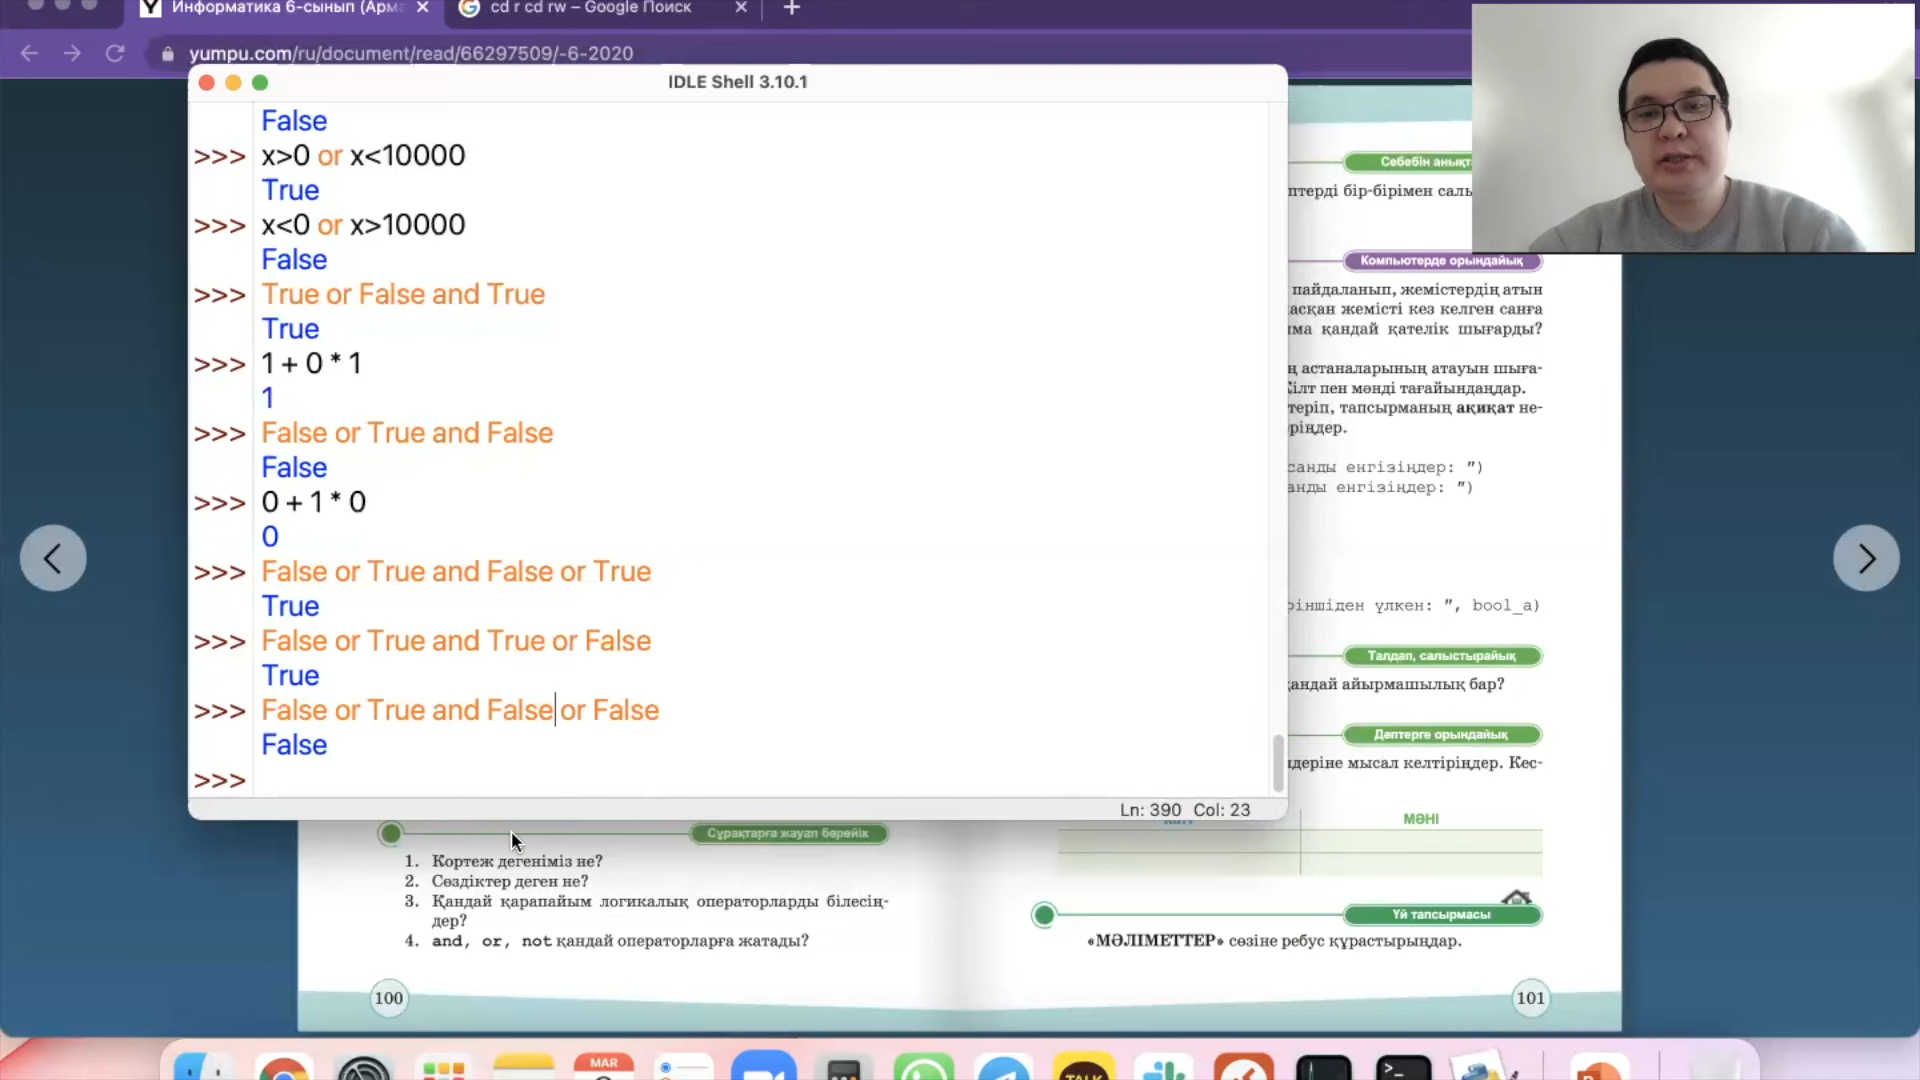 Информатика 6-сынып (Арма
cd r cd rw – Google Поиск
yumpu.com/ru/document/read/66297509/-6-2020
IDLE Shell 3.10.1
False
>>> x>0 or x<10000
True
>>> x<0 or x>10000
False
>>> True or False and True
True
>>> 1 + 0 * 1
1
>>> False or True and False
False
>>> 0 + 1 * 0
0
>>> False or True and False or True
True
>>> False or True and True or False
True
>>> False or True and False or False
False
>>>
Ln: 390 Col: 23
Сұрақтарға жауап берейік
1. Кортеж дегеніміз не?
2. Сөздіктер деген не?
3. Қандай қарапайым логикалық операторларды білесің-
дер?
4. and, or, not қандай операторларға жатады?
100
Себебін анықт
птерді бір-бірімен салы
Компьютерде орындайық
пайдаланып, жемістердің атын
асқан жемісті кез келген санға
ма қандай қателік шығарды?
ң астаналарының атауын шыға-
Кілт пен мәнді тағайындаңдар.
теріп, тапсырманың ақиқат не-
ріңдер.
санды енгізіңдер: ")
анды енгізіңдер: ")
ріншіден үлкен: ", bool_a)
Талдап, салыстырайық
қандай айырмашылық бар?
Дәптерге орындайық
ндеріне мысал келтіріңдер. Кес-
МӘНІ
Үй тапсырмасы
«МӘЛІМЕТТЕР» сөзіне ребус құрастырыңдар.
101
MAR
TALK